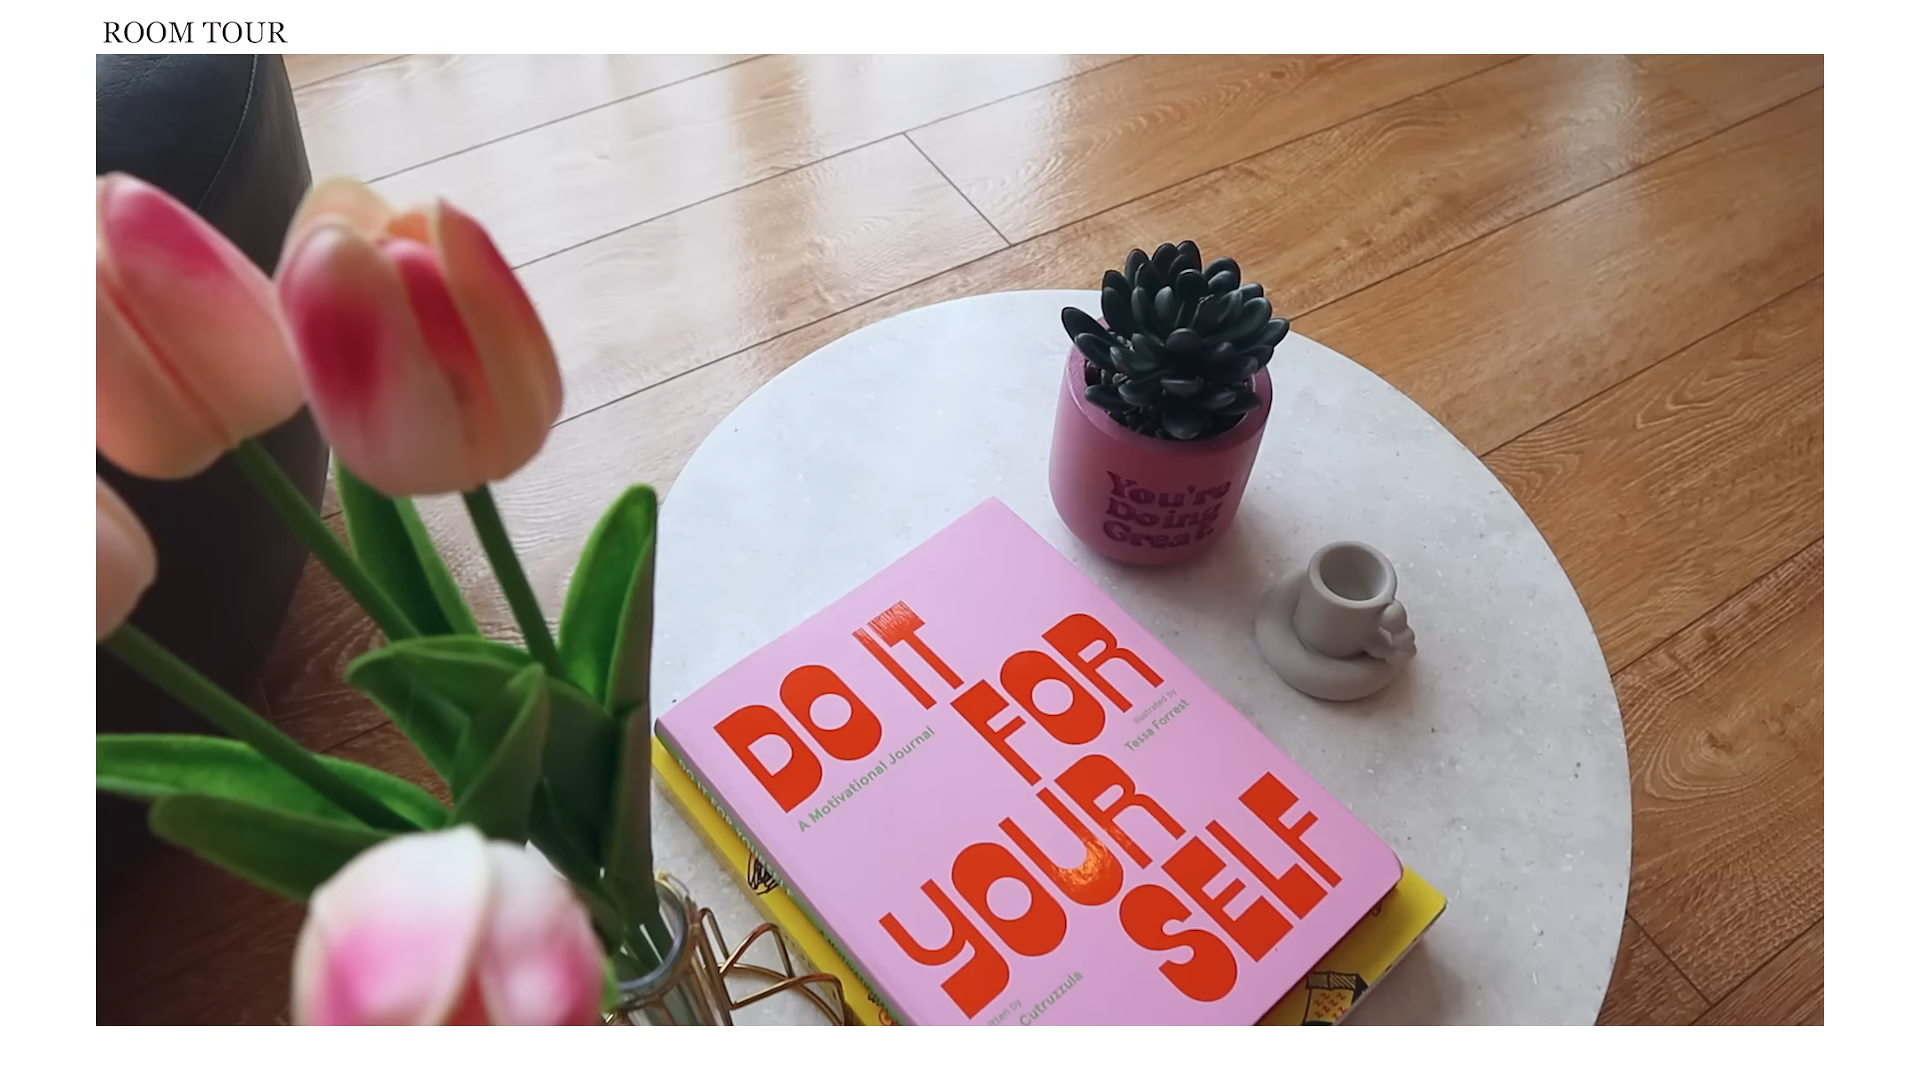 ROOM TOUR
You're
Doing
Great.
DO IT
FOR
YOUR
SELF
A Motivational Journal
illustrated by
Tessa Forrest
Cutruzzula